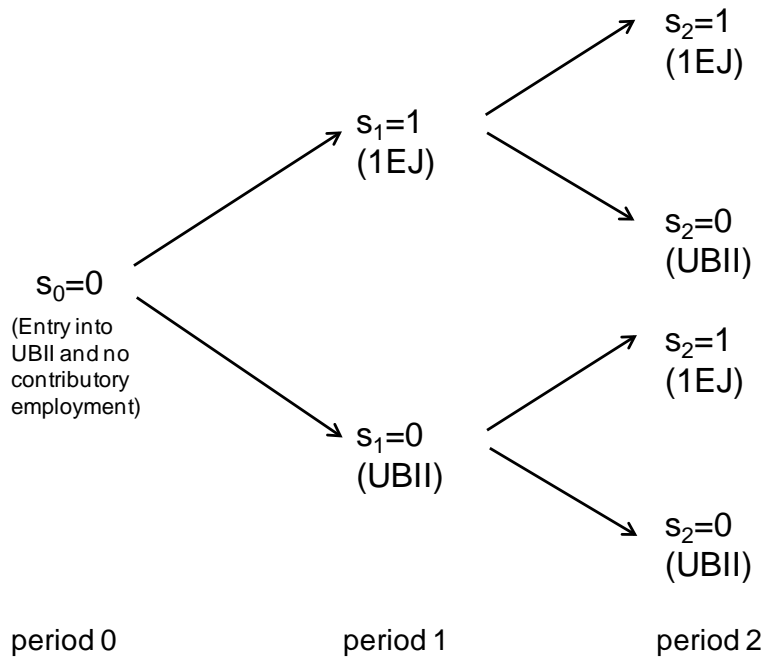 s₂=1
(1EJ)
s₁=1
(1EJ)
s₂=0
(UBII)
s₀=0
(Entry into
UBII and no
contributory
employment)
s₂=1
(1EJ)
s₁=0
(UBII)
s₂=0
(UBII)
period 0
period 1
period 2